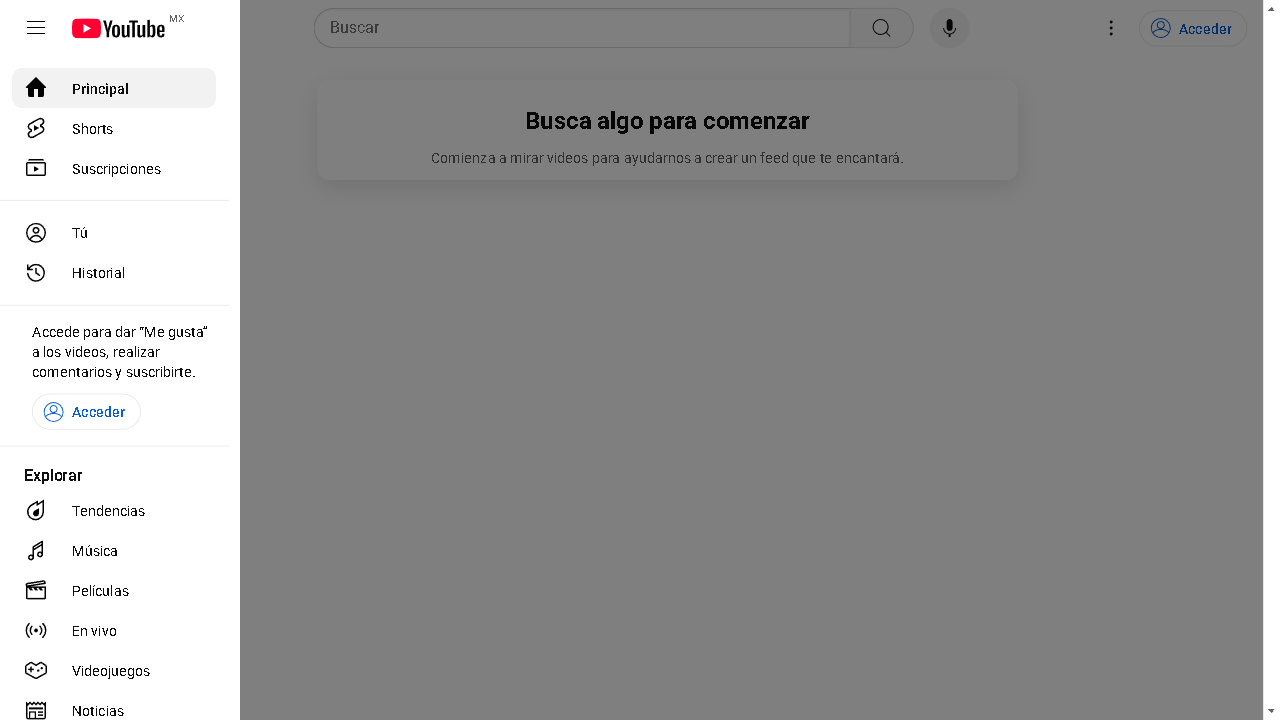 YouTube MX
Buscar
Acceder
Principal
Shorts
Suscripciones
Tú
Historial
Accede para dar “Me gusta”
a los videos, realizar
comentarios y suscribirte.
Acceder
Explorar
Tendencias
Música
Películas
En vivo
Videojuegos
Noticias
Busca algo para comenzar
Comienza a mirar videos para ayudarnos a crear un feed que te encantará.